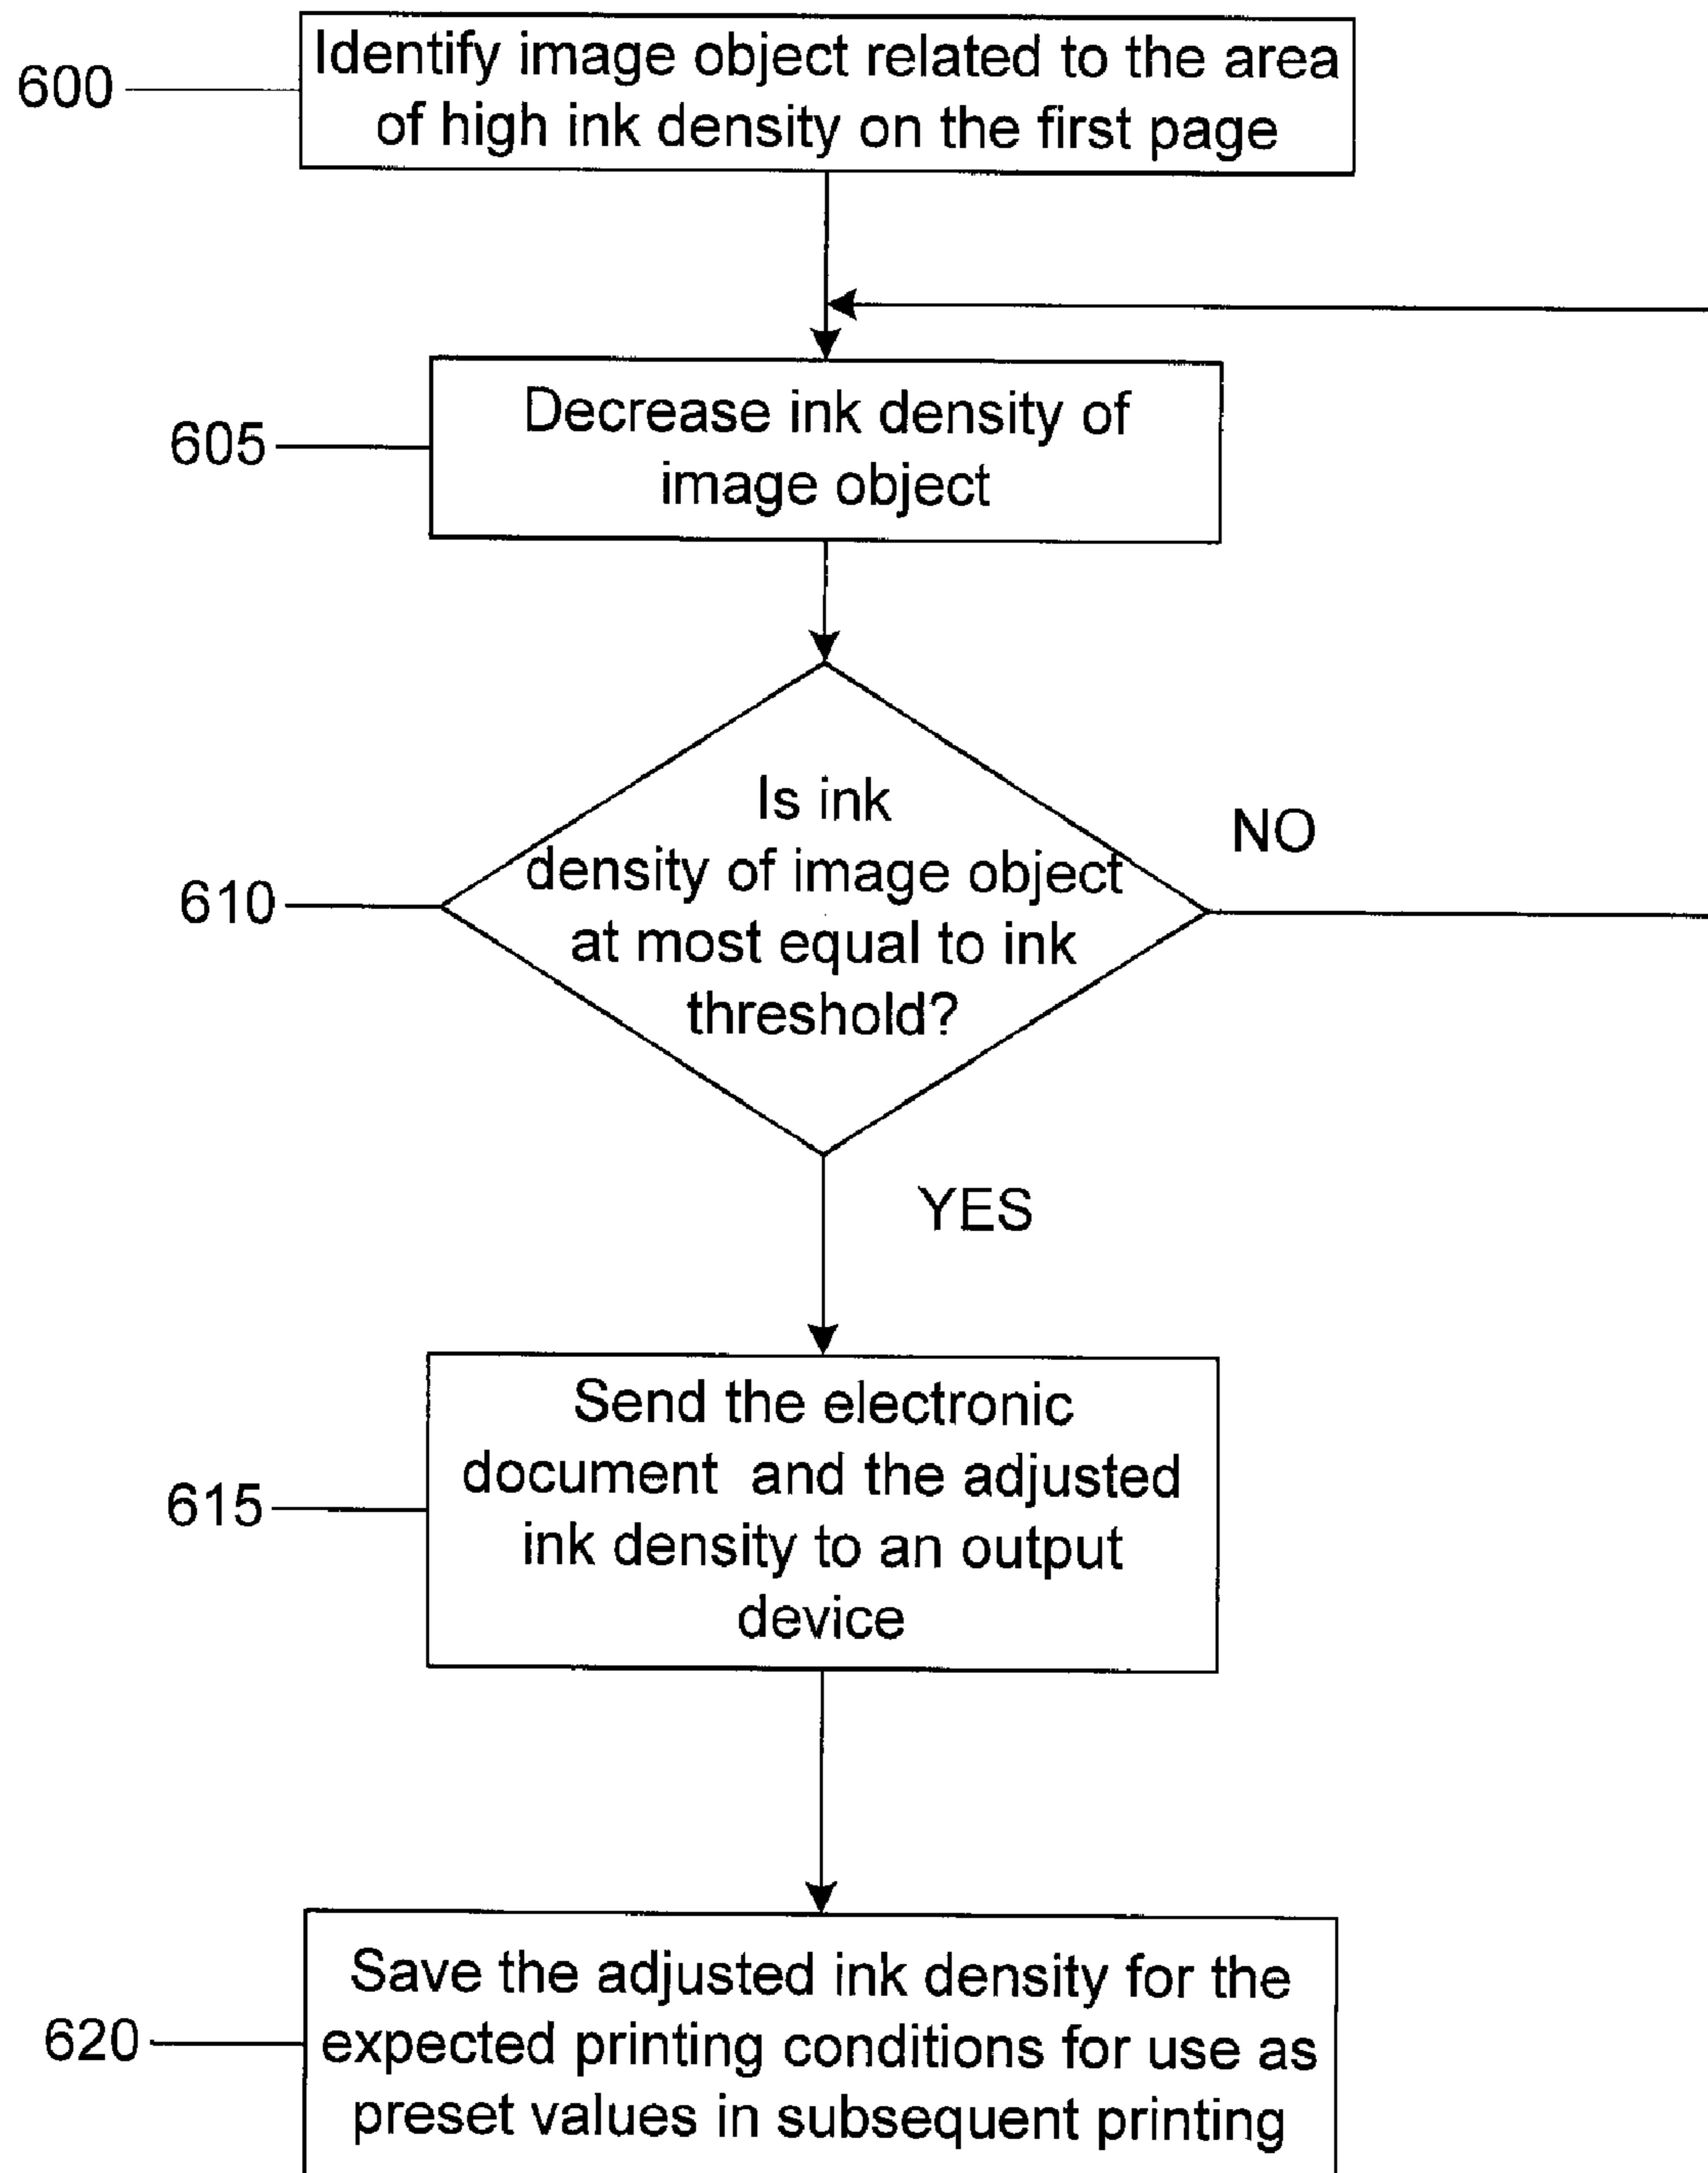 600
Identify image object related to the area
of high ink density on the first page
605
Decrease ink density of
image object
610
Is ink
density of image object
at most equal to ink
threshold?
NO
YES
615
Send the electronic
document and the adjusted
ink density to an output
device
620
Save the adjusted ink density for the
expected printing conditions for use as
preset values in subsequent printing